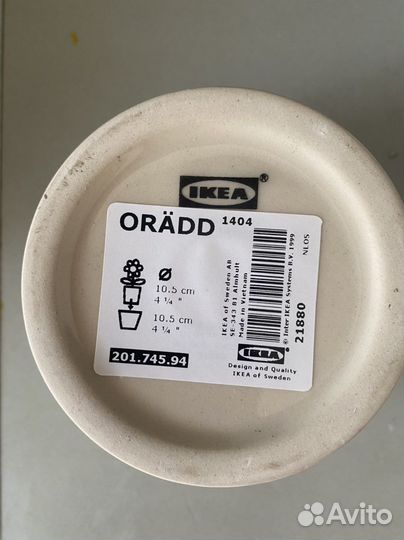 IKEA ®
ORÄDD 1404
Ø
10.5 cm
4 ¼ "
10.5 cm
4 ¼ "
201.745.94
IKEA of Sweden AB
SE-343 81 Älmhult
Made in Vietnam
© Inter IKEA Systems B.V. 1999
21880
NLOS
IKEA ®
Design and Quality
IKEA of Sweden
Avito